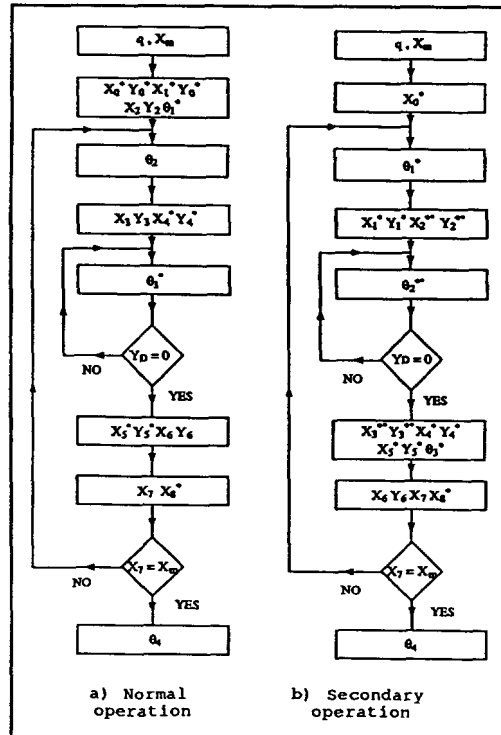 q , Xm
X0* Y0* X1* Y0*
X2 Y2 θ1*
θ2
X3 Y3 X4* Y4*
θ3*
YD = 0
NO
YES
X5* Y5* X6 Y6
X7 X8*
X7 = Xm
NO
YES
θ4
a) Normal
operation
q , Xm
X0*
θ1*
X1* Y1* X2** Y2**
θ2**
YD = 0
NO
YES
X3** Y3** X4* Y4*
X5* Y5* θ3*
X6 Y6 X7 X8*
X7 = Xm
NO
YES
θ4
b) Secondary
operation